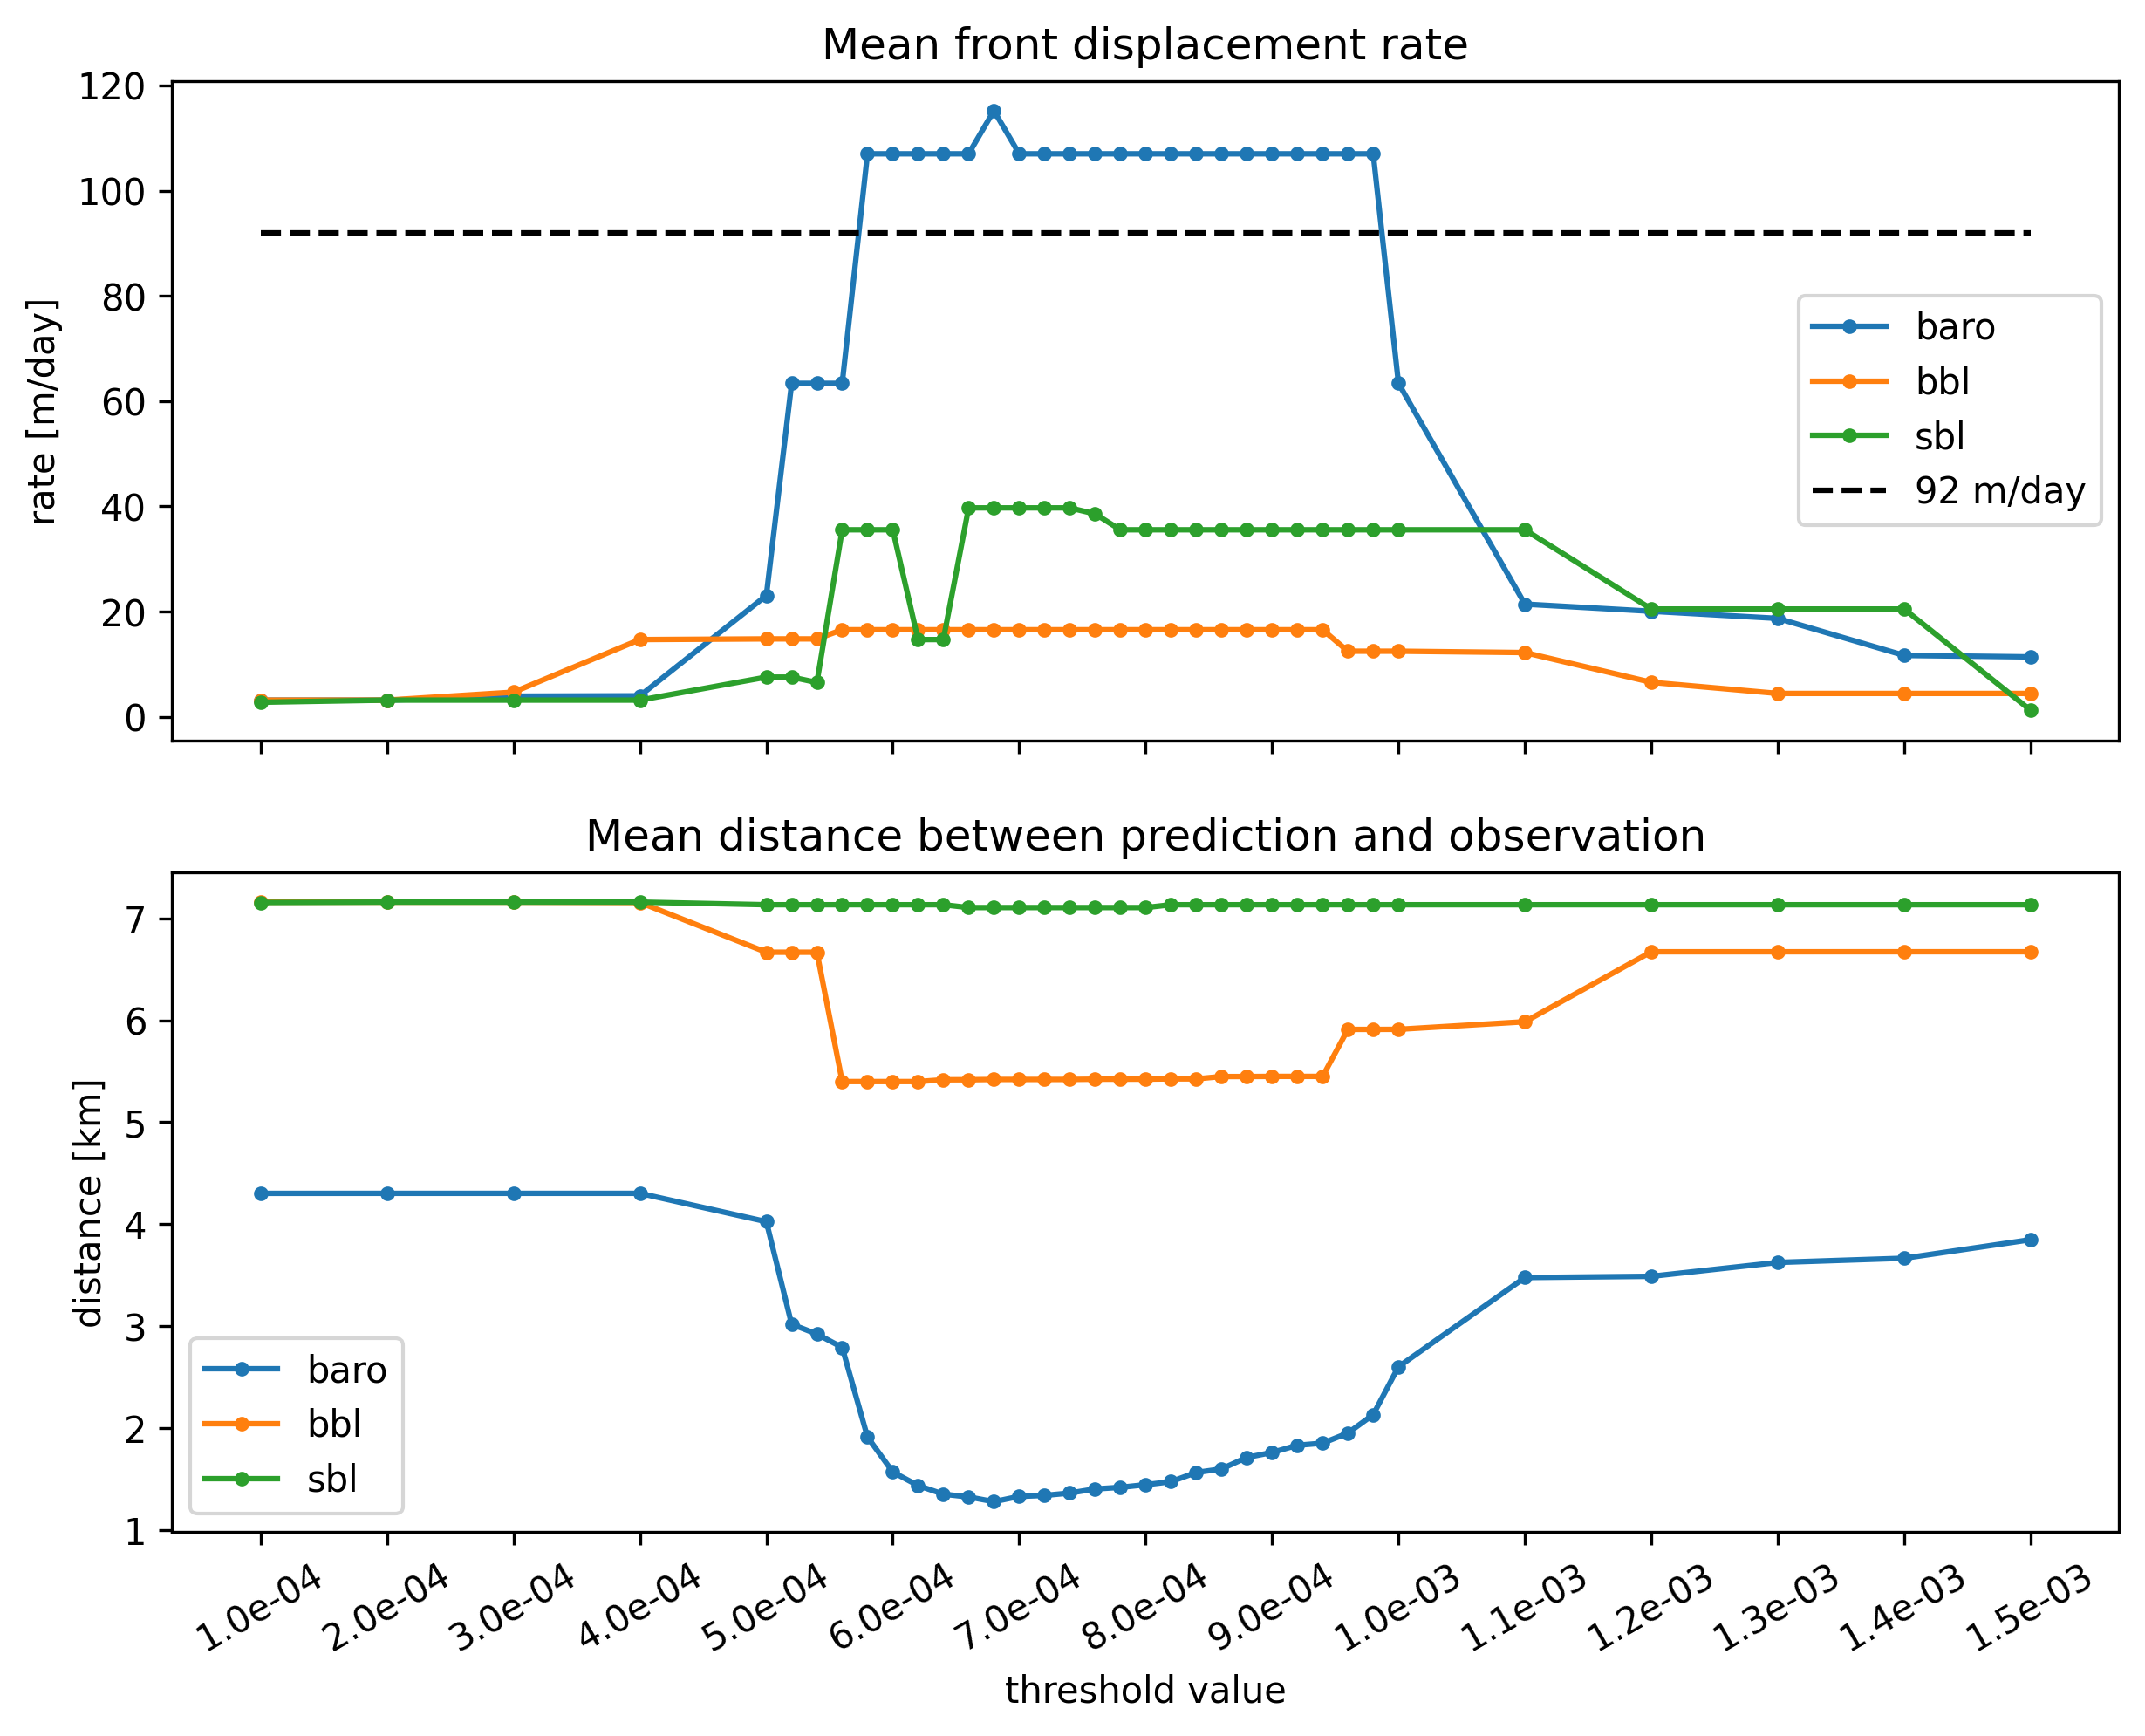 Mean front displacement rate
120
100
80
60
40
20
0
rate [m/day]
baro
bbl
sbl
92 m/day
Mean distance between prediction and observation
7
6
5
4
3
2
1
distance [km]
baro
bbl
sbl
1.0e-04
2.0e-04
3.0e-04
4.0e-04
5.0e-04
6.0e-04
7.0e-04
8.0e-04
9.0e-04
1.0e-03
1.1e-03
1.2e-03
1.3e-03
1.4e-03
1.5e-03
threshold value